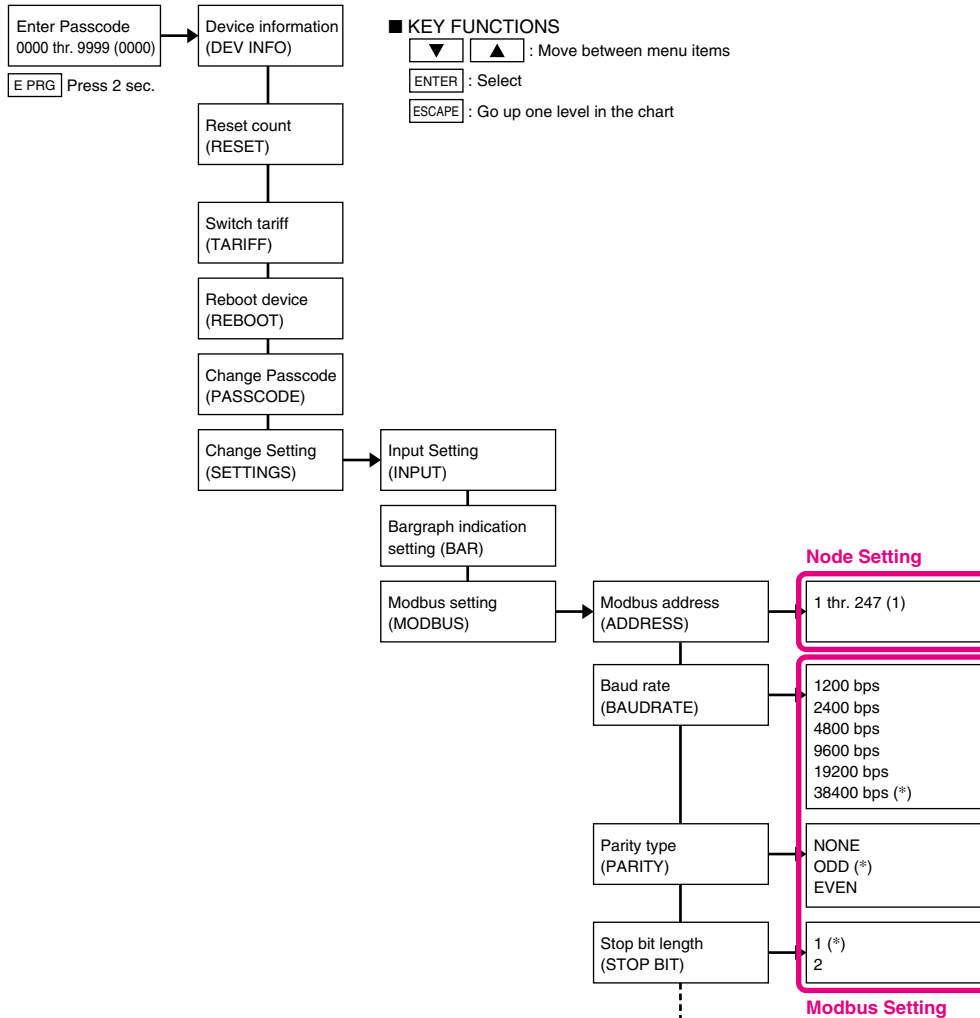 Enter Passcode
0000 thr. 9999 (0000)
E PRG Press 2 sec.
Device information
(DEV INFO)
■ KEY FUNCTIONS
▼ ▲ : Move between menu items
ENTER : Select
ESCAPE : Go up one level in the chart
Reset count
(RESET)
Switch tariff
(TARIFF)
Reboot device
(REBOOT)
Change Passcode
(PASSCODE)
Change Setting
(SETTINGS)
Input Setting
(INPUT)
Bargraph indication
setting (BAR)
Modbus setting
(MODBUS)
Modbus address
(ADDRESS)
Node Setting
1 thr. 247 (1)
Baud rate
(BAUDRATE)
1200 bps
2400 bps
4800 bps
9600 bps
19200 bps
38400 bps (*)
Parity type
(PARITY)
NONE
ODD (*)
EVEN
Stop bit length
(STOP BIT)
1 (*)
2
Modbus Setting